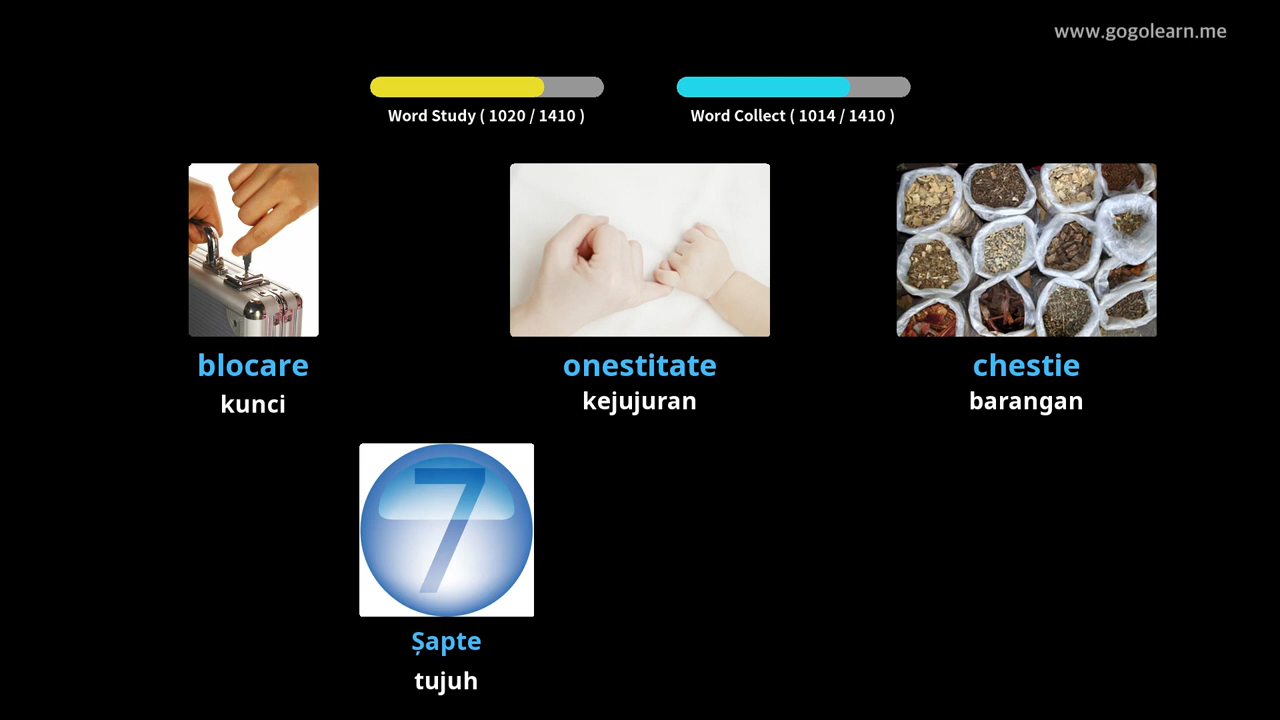 www.gogolearn.me
Word Study ( 1020 / 1410 )
Word Collect ( 1014 / 1410 )
blocare
kunci
onestitate
kejujuran
chestie
barangan
7
Șapte
tujuh